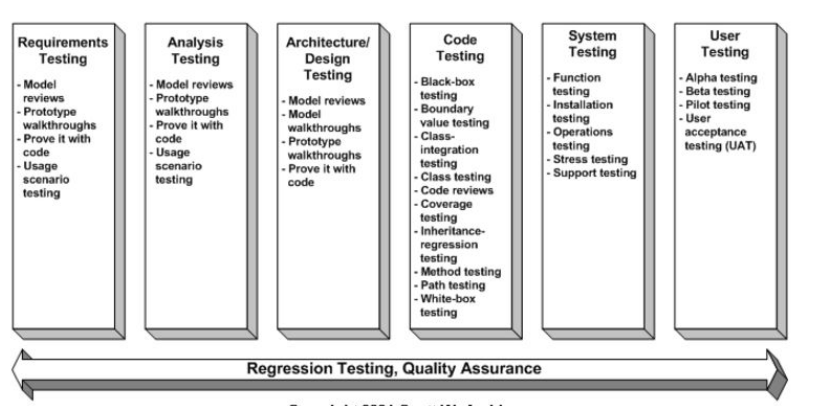 Requirements
Testing
- Model
reviews
- Prototype
walkthroughs
- Prove it with
code
- Usage
scenario
testing
Analysis
Testing
- Model reviews
- Prototype
walkthroughs
- Prove it with
code
- Usage
scenario
testing
Architecture/
Design
Testing
- Model reviews
- Model
walkthroughs
- Prototype
walkthroughs
- Prove it with
code
Code
Testing
- Black-box
testing
- Boundary
value testing
- Class-
integration
testing
- Class testing
- Code reviews
- Coverage
testing
- Inheritance-
regression
testing
- Method testing
- Path testing
- White-box
testing
System
Testing
- Function
testing
- Installation
testing
- Operations
testing
- Stress testing
- Support testing
User
Testing
- Alpha testing
- Beta testing
- Pilot testing
- User
acceptance
testing (UAT)
Regression Testing, Quality Assurance